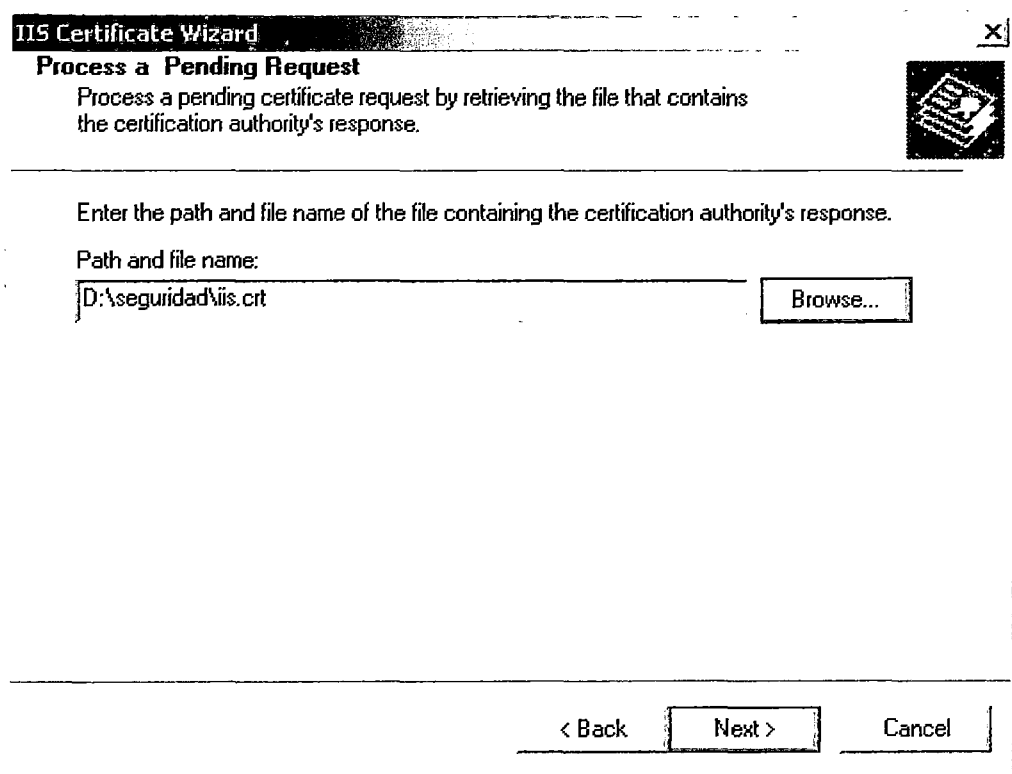 IIS Certificate Wizard
Process a Pending Request
Process a pending certificate request by retrieving the file that contains
the certification authority's response.
Enter the path and file name of the file containing the certification authority's response.
Path and file name:
D:\seguridad\iis.crt
Browse...
< Back
Next >
Cancel